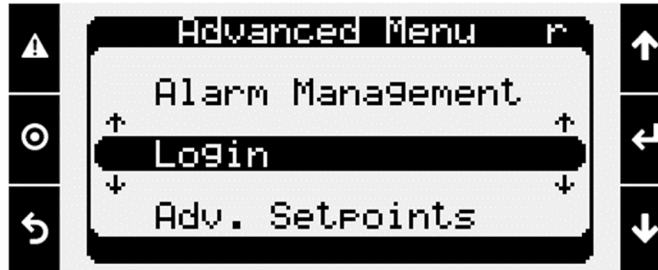 Advanced Menu r
Alarm Management
Login
Adv. Setpoints